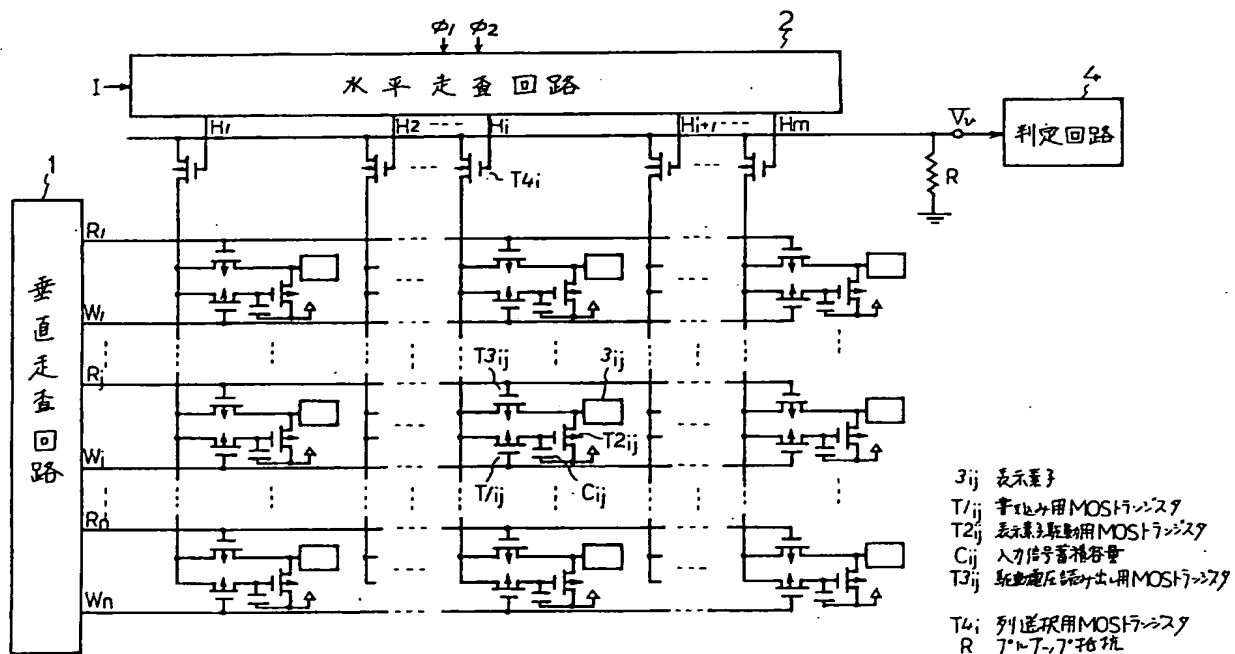 φ1 φ2
2
I
水平走査回路
H1 H2 Hi Hi+1 Hm
T4i
Vv
R
4
判定回路
1
垂直走査回路
R1
W1
Rj
Wj
Rn
Wn
T3ij
3ij
T2ij
T1ij
Cij
3ij 表示素子
T1ij 書き込み用MOSトランジスタ
T2ij 表示素子駆動用MOSトランジスタ
Cij 入力信号蓄積容量
T3ij 駆動電圧読み出し用MOSトランジスタ
T4i 列選択用MOSトランジスタ
R プルアップ抵抗